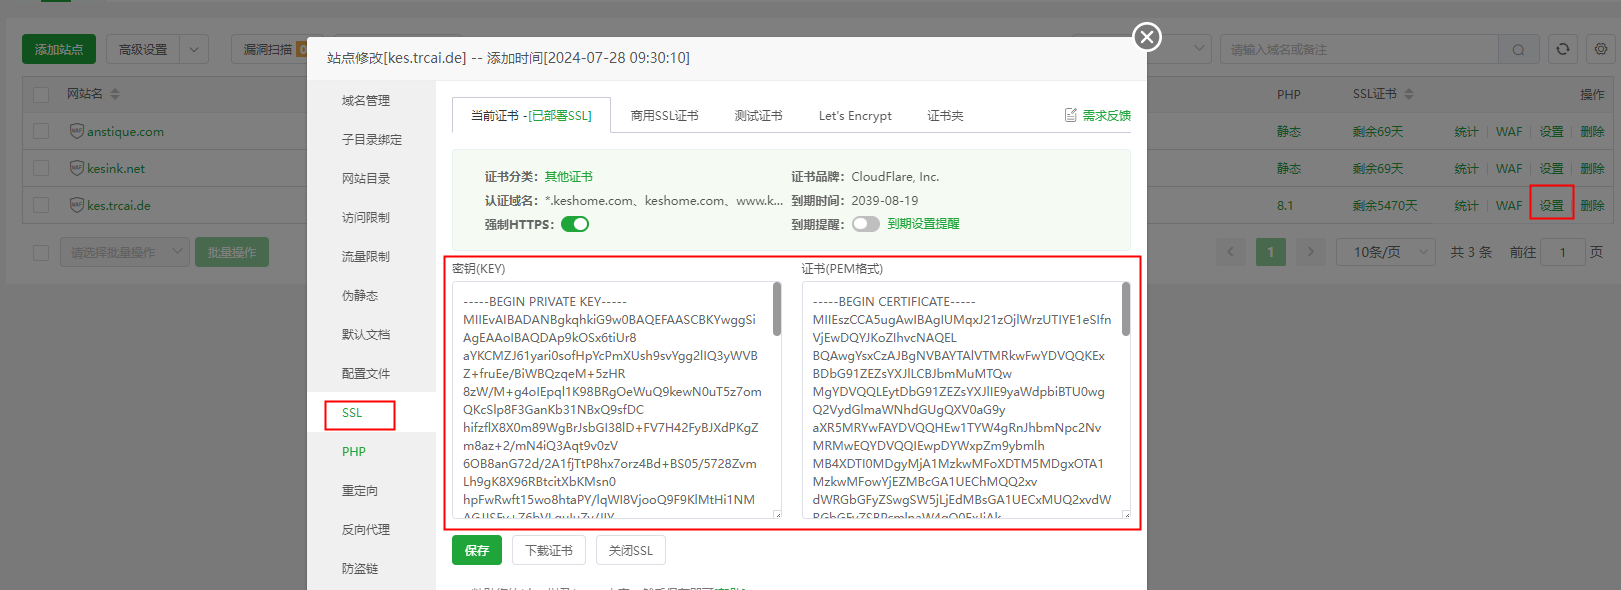 添加站点
高级设置
漏洞扫描 0
请输入域名或备注
站点修改[kes.trcai.de] -- 添加时间[2024-07-28 09:30:10]
网站名
PHP
SSL证书
操作
anstique.com
静态
剩余69天
统计 | WAF | 设置 | 删除
kesink.net
静态
剩余69天
统计 | WAF | 设置 | 删除
kes.trcai.de
8.1
剩余5470天
统计 | WAF | 设置 | 删除
请选择批量操作
批量操作
1
10条/页
共 3 条
前往 1 页
域名管理
子目录绑定
网站目录
访问限制
流量限制
伪静态
默认文档
配置文件
SSL
PHP
重定向
反向代理
防盗链
当前证书 -[已部署SSL]
商用SSL证书
测试证书
Let's Encrypt
证书夹
需求反馈
证书分类: 其他证书
证书品牌: CloudFlare, Inc.
认证域名: *.keshome.com、keshome.com、www.k...
到期时间: 2039-08-19
强制HTTPS:
到期提醒: 到期设置提醒
密钥(KEY)
-----BEGIN PRIVATE KEY-----
MIIEvAIBADANBgkqhkiG9w0BAQEFAASCBKYwggSi
AgEAAoIBAQDAp9kOSx6tiUr8
aYKCMZJ61yari0sofHpYcPmXUsh9svYgg2lIQ3yWVB
Z+fruEe/BiWBQzqeM+5zHR
8zW/M+g4oIEpql1K98BRgOeWuQ9kewN0uT5z7om
QKcSlp8F3GanKb31NBxQ9sfDC
hifzflX8X0m89WgBrJsbGI38lD+FV7H42FyBJXdPKgZ
m8az+2/mN4iQ3Aqt9v0zV
6OB8anG72d/2A1fjTtP8hx7orz4Bd+BS05/5728Zvm
Lh9gK8X96RBtcitXbKMsn0
hpFwRwft15wo8htaPY/lqWI8VjooQ9F9KlMtHi1NM
证书(PEM格式)
-----BEGIN CERTIFICATE-----
MIIEszCCA5ugAwIBAgIUMqxJ21zOjlWrzUTIYE1eSIfn
VjEwDQYJKoZIhvcNAQEL
BQAwgYsxCzAJBgNVBAYTAlVTMRkwFwYDVQQKEx
BDbG91ZEZsYXJlLCBJbmMuMTQw
MgYDVQQLEytDbG91ZEZsYXJlIE9yaWdpbiBTU0wg
Q2VydGlmaWNhdGUgQXV0aG9y
aXR5MRYwFAYDVQQHEw1TYW4gRnJhbmNpc2Nv
MRMwEQYDVQQIEwpDYWxpZm9ybmlh
MB4XDTI0MDgyMjA1MzkwMFoXDTM5MDgxOTA1
MzkwMFowYjEZMBcGA1UEChMQQ2xv
dWRGbGFyZSwgSW5jLjEdMBsGA1UECxMUQ2xvdW
保存
下载证书
关闭SSL